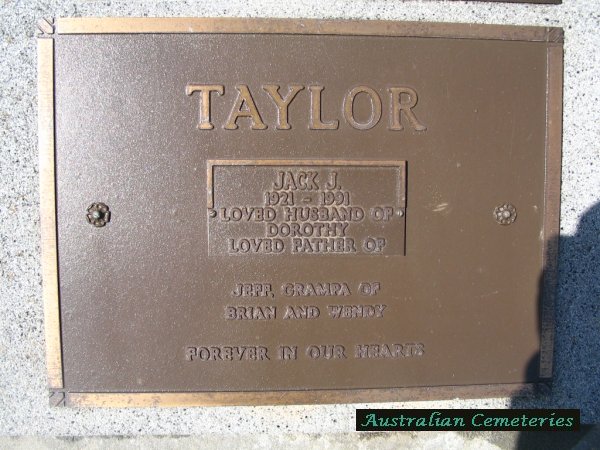 TAYLOR
JACK J.
1921 - 1991
LOVED HUSBAND OF
DOROTHY
LOVED FATHER OF
JEFF, GRAMPA OF
BRIAN AND WENDY
FOREVER IN OUR HEARTS
Australian Cemeteries